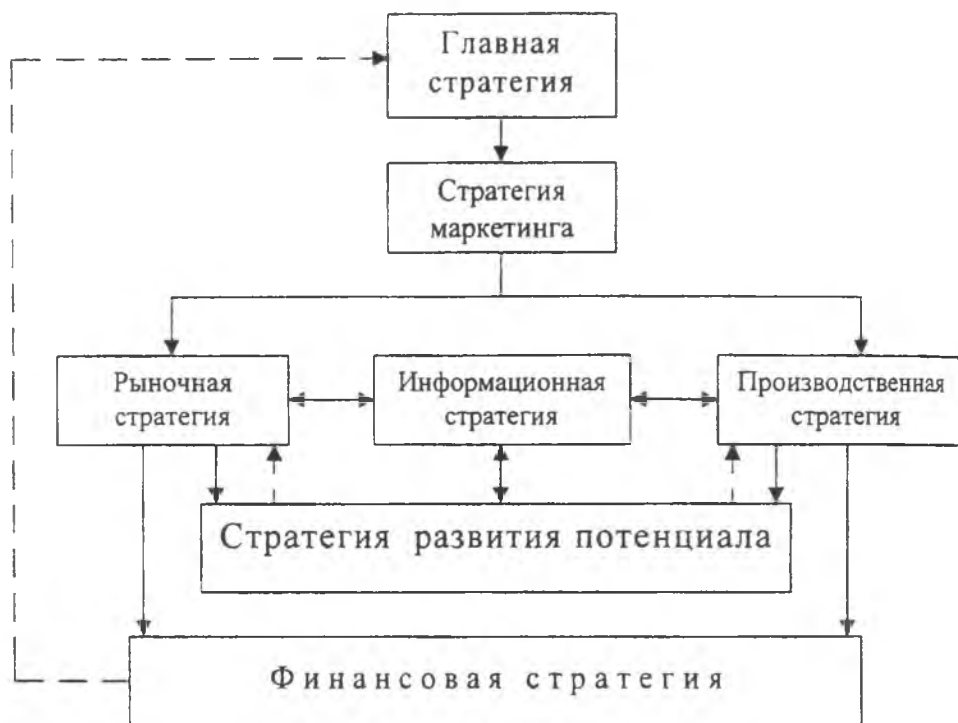 Главная
стратегия
Стратегия
маркетинга
Рыночная
стратегия
Информационная
стратегия
Производственная
стратегия
Стратегия развития потенциала
Финансовая стратегия